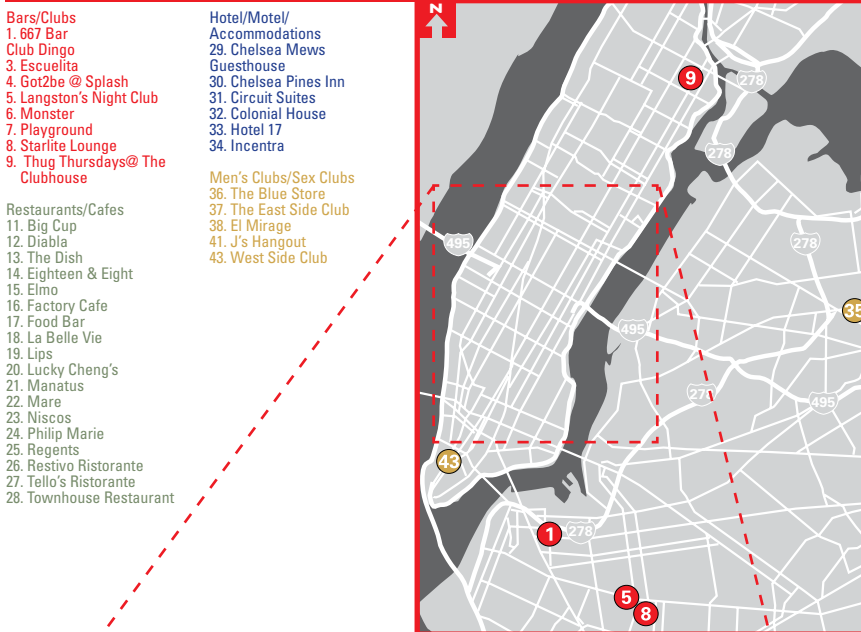 Bars/Clubs
1. 667 Bar
Club Dingo
3. Escuelita
4. Got2be @ Splash
5. Langston's Night Club
6. Monster
7. Playground
8. Starlite Lounge
9. Thug Thursdays@ The
Clubhouse
Restaurants/Cafes
11. Big Cup
12. Diabla
13. The Dish
14. Eighteen & Eight
15. Elmo
16. Factory Cafe
17. Food Bar
18. La Belle Vie
19. Lips
20. Lucky Cheng's
21. Manatus
22. Mare
23. Niscos
24. Philip Marie
25. Regents
26. Restivo Ristorante
27. Tello's Ristorante
28. Townhouse Restaurant
Hotel/Motel/
Accommodations
29. Chelsea Mews
Guesthouse
30. Chelsea Pines Inn
31. Circuit Suites
32. Colonial House
33. Hotel 17
34. Incentra
Men's Clubs/Sex Clubs
36. The Blue Store
37. The East Side Club
38. El Mirage
41. J's Hangout
43. West Side Club
N
9
278
278
495
278
35
495
278
495
43
1
278
5
8